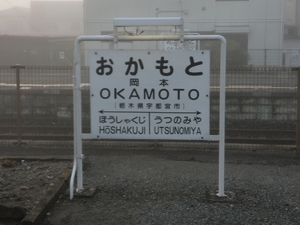 おかもと
岡本
OKAMOTO
(栃木県宇都宮市)
ほうしゃくじ うつのみや
HŌSHAKUJI UTSUNOMIYA